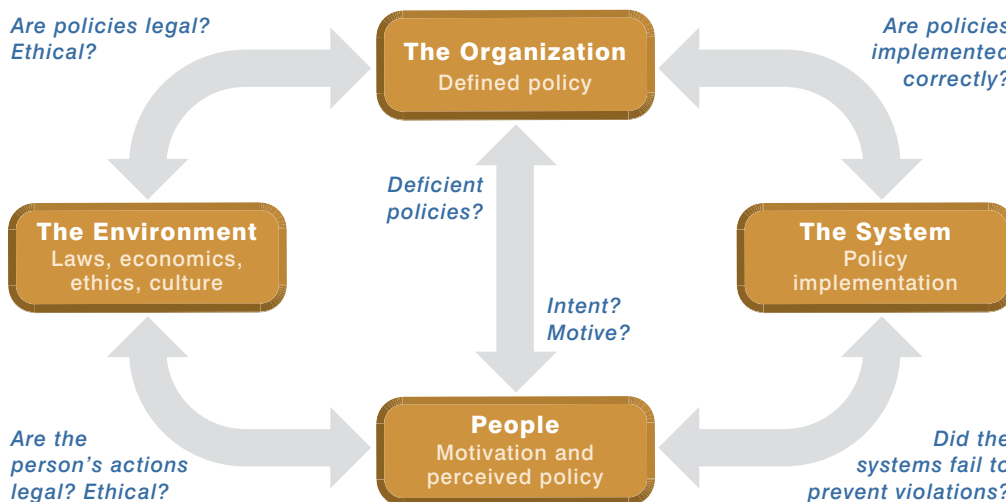 Are policies legal?
Ethical?
The Organization
Defined policy
Are policies
implemented
correctly?
Deficient
policies?
The Environment
Laws, economics,
ethics, culture
The System
Policy
implementation
Intent?
Motive?
Are the
person's actions
legal? Ethical?
People
Motivation and
perceived policy
Did the
systems fail to
prevent violations?